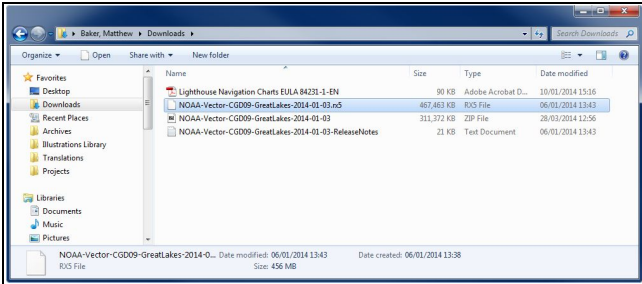 Baker, Matthew ▸ Downloads ▸
Search Downloads
Organize Open Share with New folder
Name Size Type Date modified
Favorites
Desktop
Downloads
Recent Places
Archives
Illustrations Library
Translations
Projects
Libraries
Documents
Music
Pictures
Lighthouse Navigation Charts EULA 84231-1-EN 90 KB Adobe Acrobat D... 10/01/2014 15:16
NOAA-Vector-CGD09-GreatLakes-2014-01-03.rx5 467,463 KB RX5 File 06/01/2014 13:43
NOAA-Vector-CGD09-GreatLakes-2014-01-03 311,372 KB ZIP File 28/03/2014 12:56
NOAA-Vector-CGD09-GreatLakes-2014-01-03-ReleaseNotes 21 KB Text Document 06/01/2014 13:43
NOAA-Vector-CGD09-GreatLakes-2014-0... Date modified: 06/01/2014 13:43 Date created: 06/01/2014 13:38
RX5 File Size: 456 MB